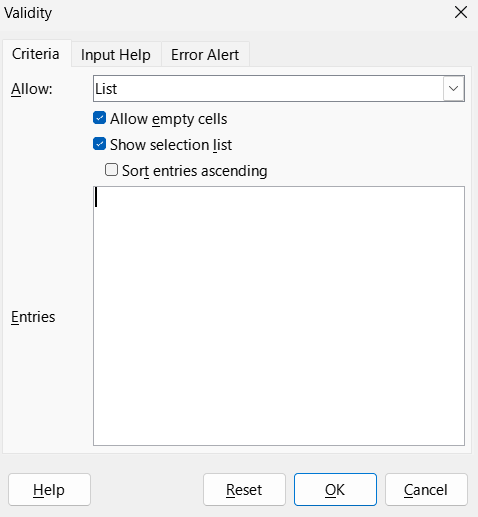 Validity
Criteria Input Help Error Alert
Allow: List
Allow empty cells
Show selection list
Sort entries ascending
Entries
Help Reset OK Cancel